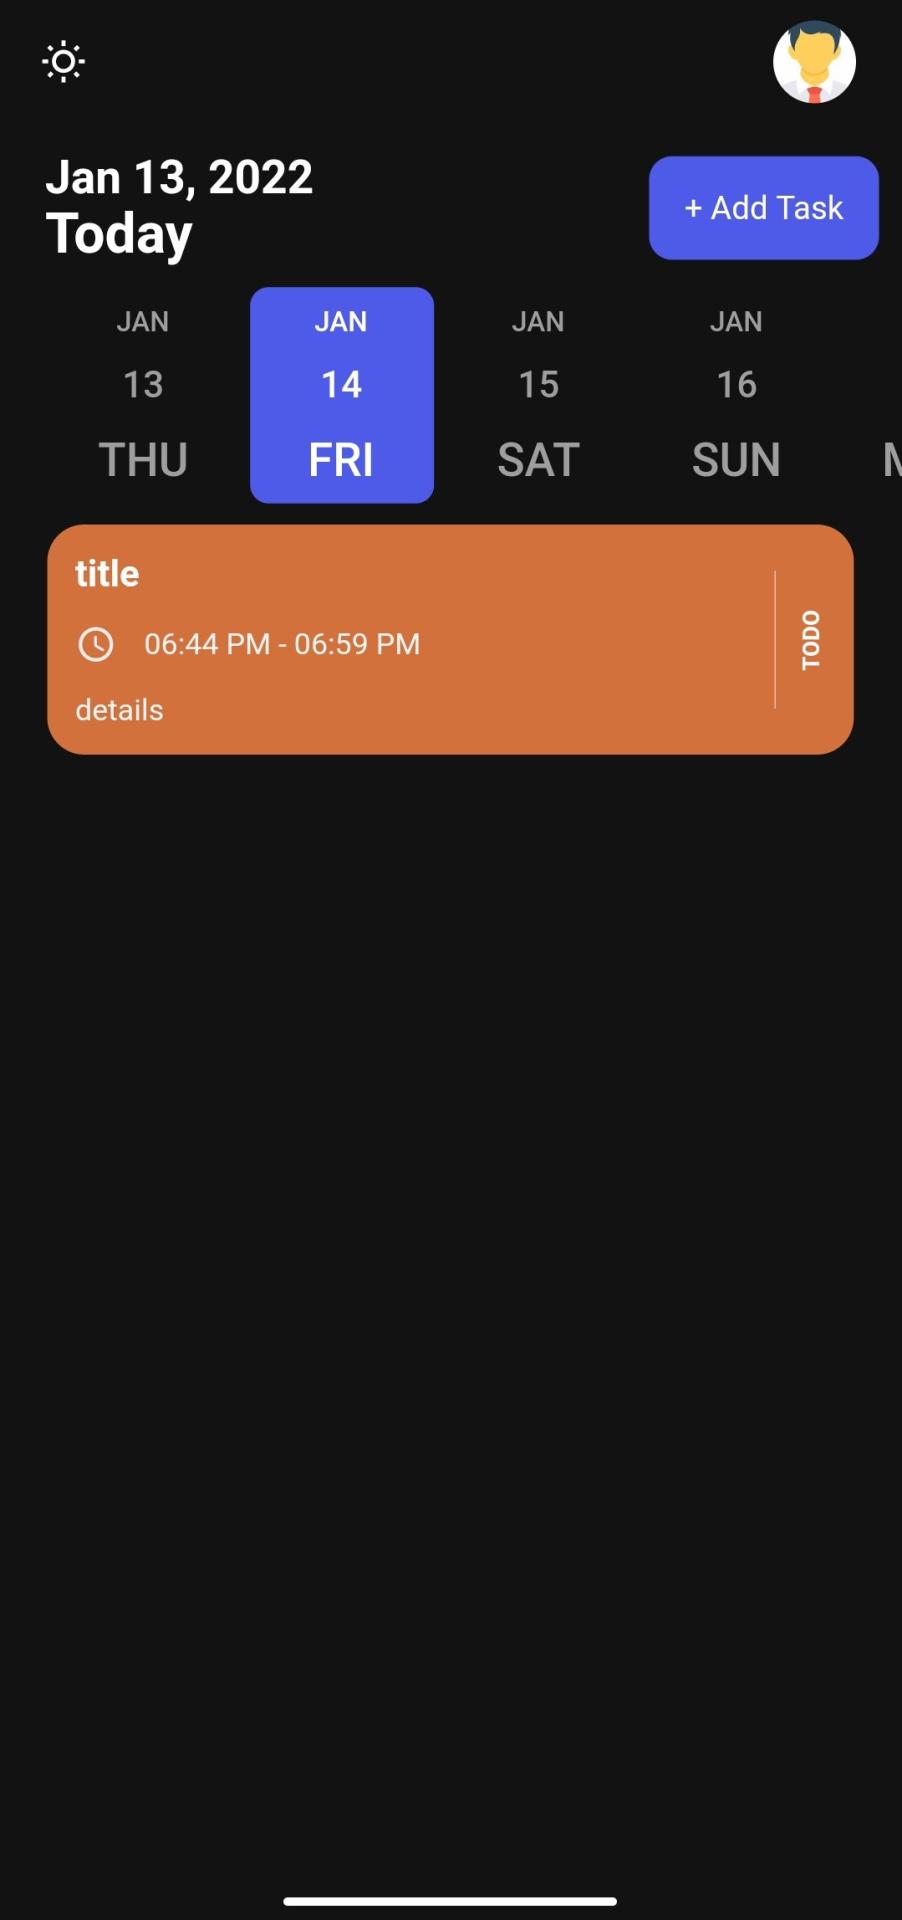 Jan 13, 2022
Today
+ Add Task
JAN JAN JAN JAN
13 14 15 16
THU FRI SAT SUN
title
06:44 PM - 06:59 PM
details
TODO